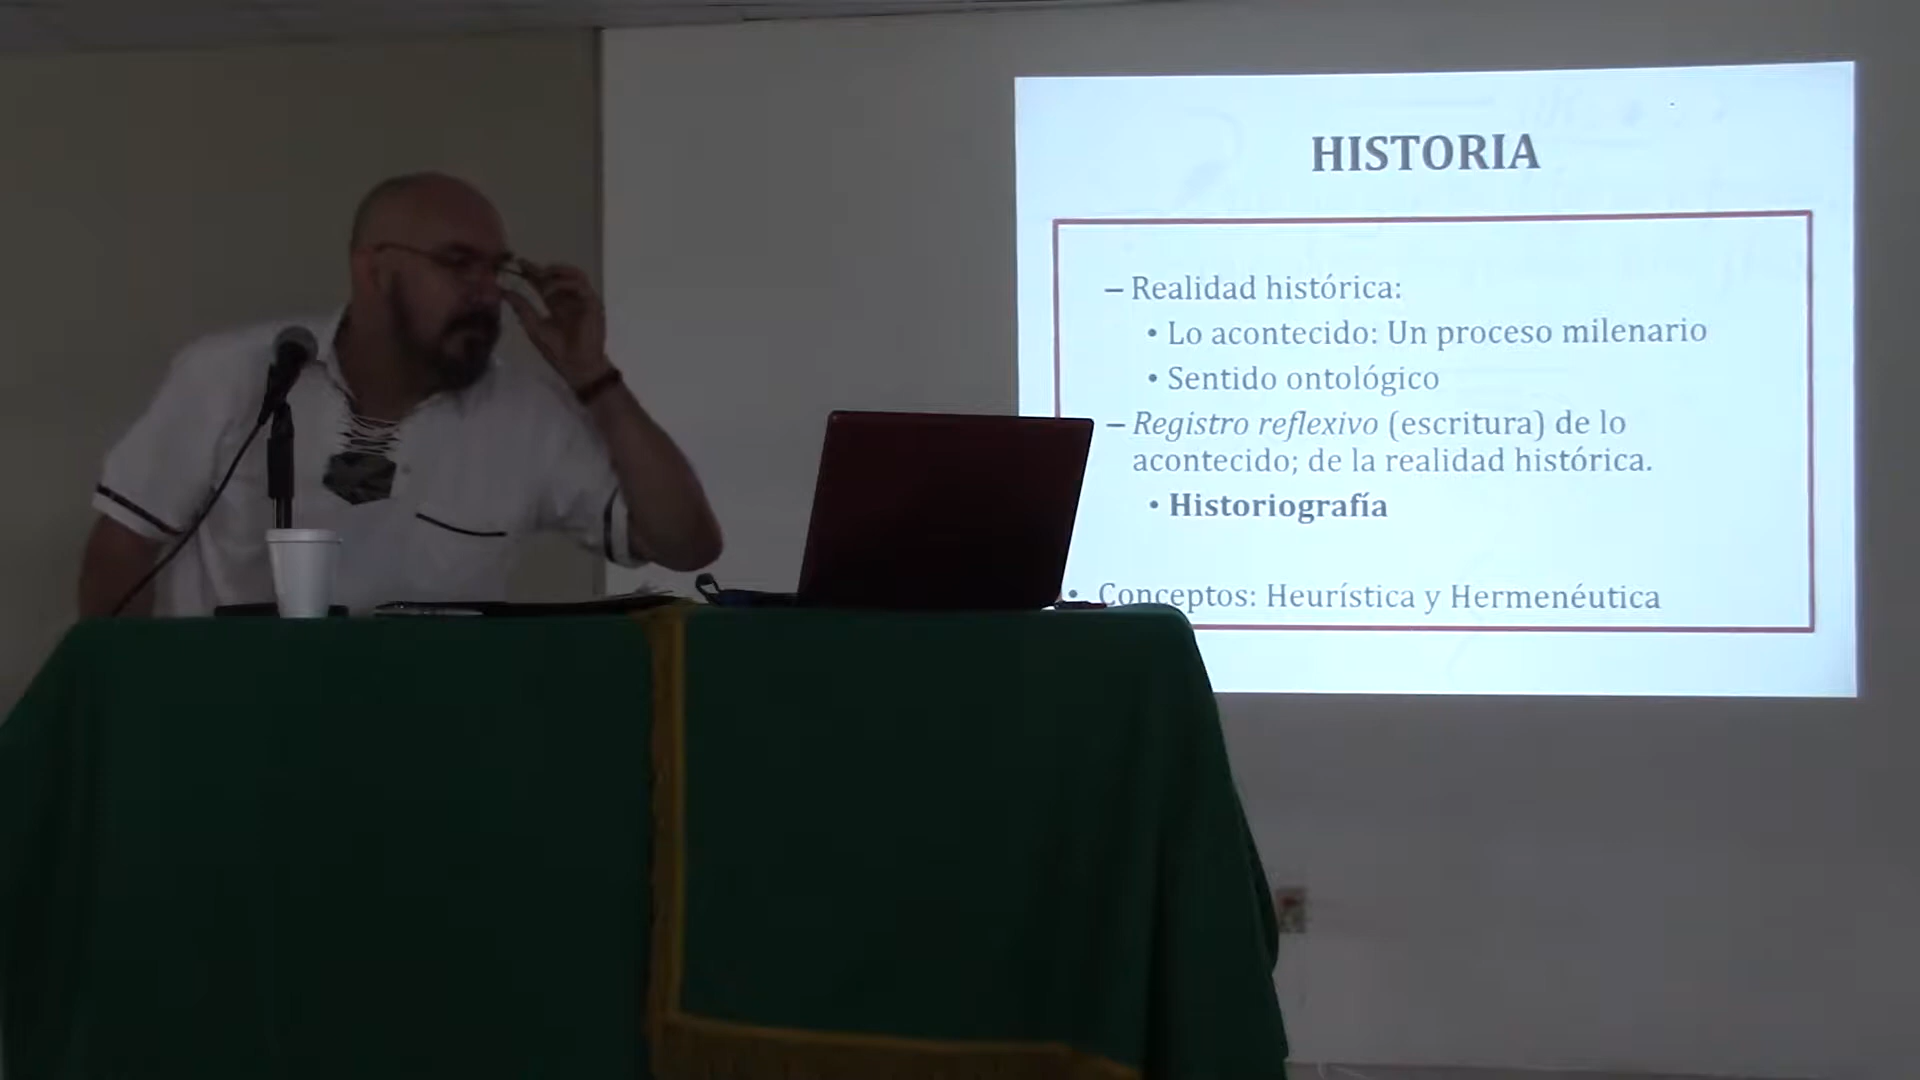 HISTORIA
– Realidad histórica:
• Lo acontecido: Un proceso milenario
• Sentido ontológico
– Registro reflexivo (escritura) de lo
acontecido; de la realidad histórica.
• Historiografía
• Conceptos: Heurística y Hermenéutica